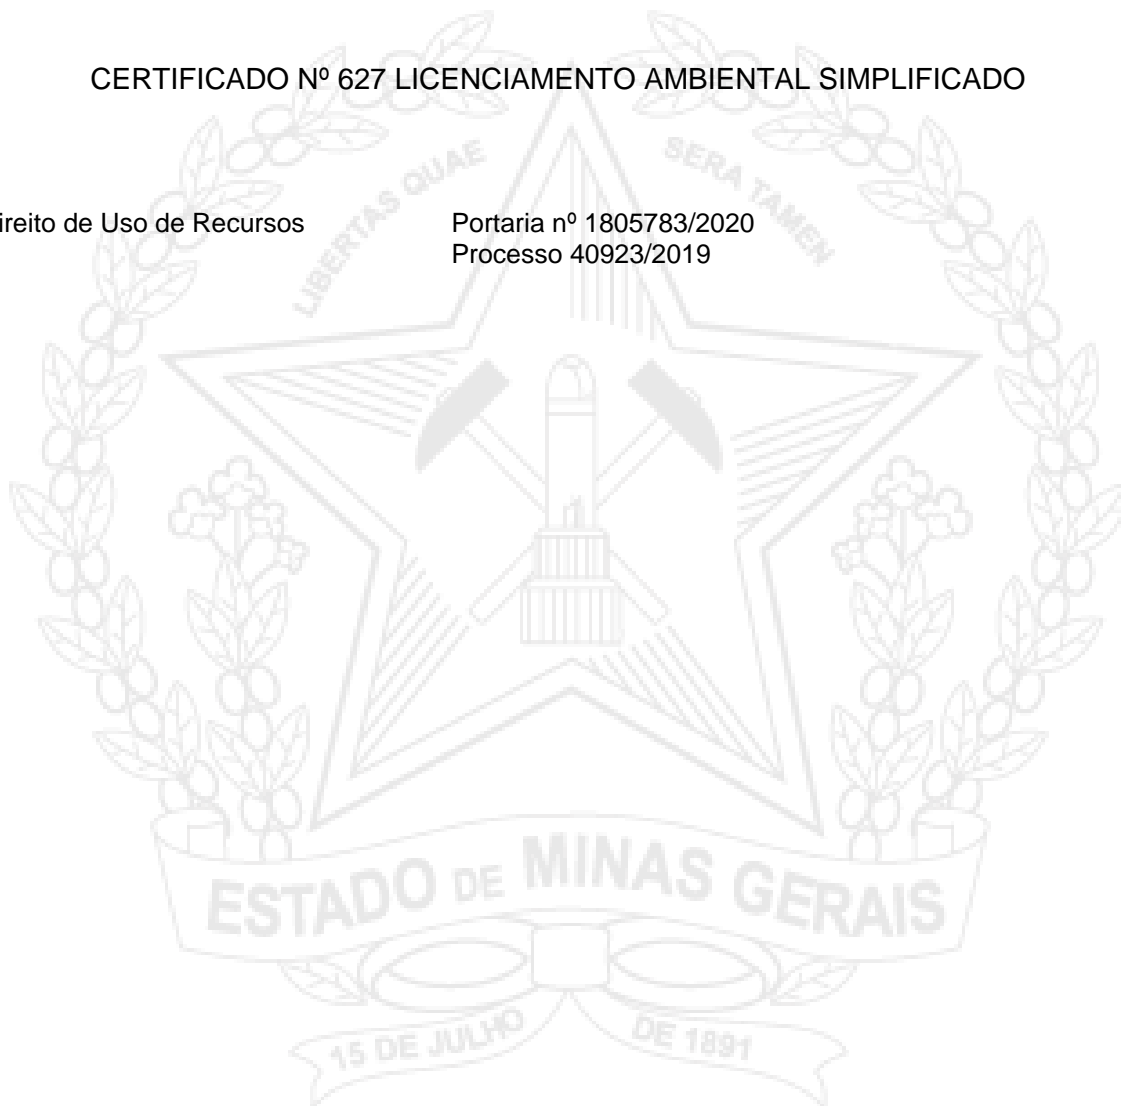 CERTIFICADO Nº 627 LICENCIAMENTO AMBIENTAL SIMPLIFICADO
LIBERTAS QUAE SERA TAMEN
ireito de Uso de Recursos Portaria nº 1805783/2020
Processo 40923/2019
ESTADO DE MINAS GERAIS
15 DE JULHO DE 1891